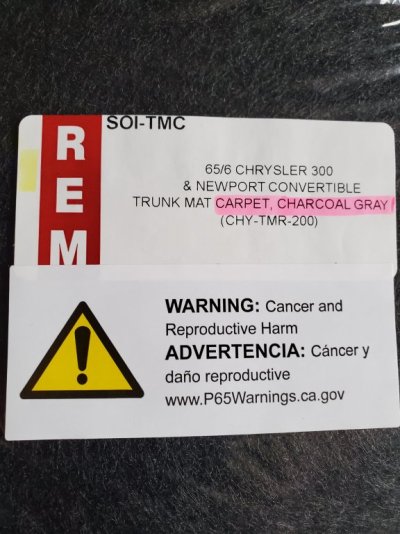 SOI-TMC
REM
65/6 CHRYSLER 300
& NEWPORT CONVERTIBLE
TRUNK MAT CARPET, CHARCOAL GRAY
(CHY-TMR-200)
WARNING: Cancer and
Reproductive Harm
ADVERTENCIA: Cáncer y
daño reproductive
www.P65Warnings.ca.gov